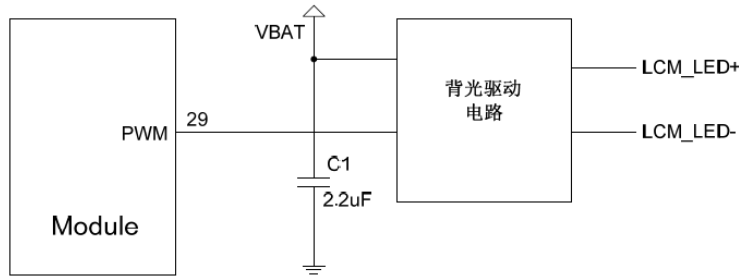 VBAT
背光驱动
电路
LCM_LED+
PWM
29
LCM_LED-
C1
2.2uF
Module